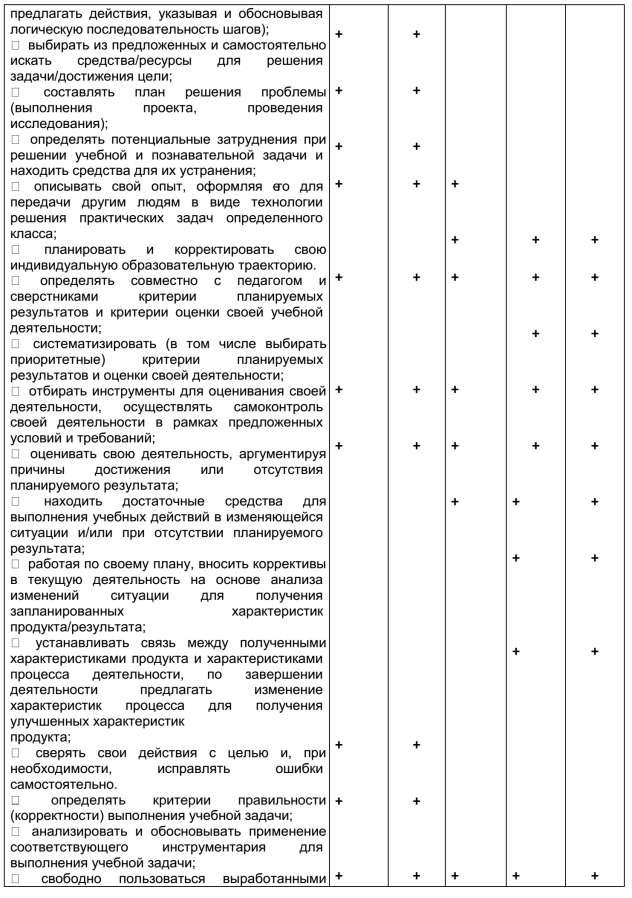 предлагать действия, указывая и обосновывая
логическую последовательность шагов);
+ +
□ выбирать из предложенных и самостоятельно
искать средства/ресурсы для решения
задачи/достижения цели;
□ составлять план решения проблемы + +
(выполнения проекта, проведения
исследования);
□ определять потенциальные затруднения при
решении учебной и познавательной задачи и + +
находить средства для их устранения;
□ описывать свой опыт, оформляя его для + + +
передачи другим людям в виде технологии
решения практических задач определенного
класса; + + +
□ планировать и корректировать свою
индивидуальную образовательную траекторию.
□ определять совместно с педагогом и + + + + +
сверстниками критерии планируемых
результатов и критерии оценки своей учебной
деятельности; + +
□ систематизировать (в том числе выбирать
приоритетные) критерии планируемых
результатов и оценки своей деятельности;
□ отбирать инструменты для оценивания своей + + + + +
деятельности, осуществлять самоконтроль
своей деятельности в рамках предложенных
условий и требований; + + + + +
□ оценивать свою деятельность, аргументируя
причины достижения или отсутствия
планируемого результата;
□ находить достаточные средства для + + +
выполнения учебных действий в изменяющейся
ситуации и/или при отсутствии планируемого
результата; + +
□ работая по своему плану, вносить коррективы
в текущую деятельность на основе анализа
изменений ситуации для получения
запланированных характеристик
продукта/результата;
□ устанавливать связь между полученными + +
характеристиками продукта и характеристиками
процесса деятельности, по завершении
деятельности предлагать изменение
характеристик процесса для получения
улучшенных характеристик
продукта; + +
□ сверять свои действия с целью и, при
необходимости, исправлять ошибки
самостоятельно.
□ определять критерии правильности + +
(корректности) выполнения учебной задачи;
□ анализировать и обосновывать применение
соответствующего инструментария для
выполнения учебной задачи;
□ свободно пользоваться выработанными + + + + +